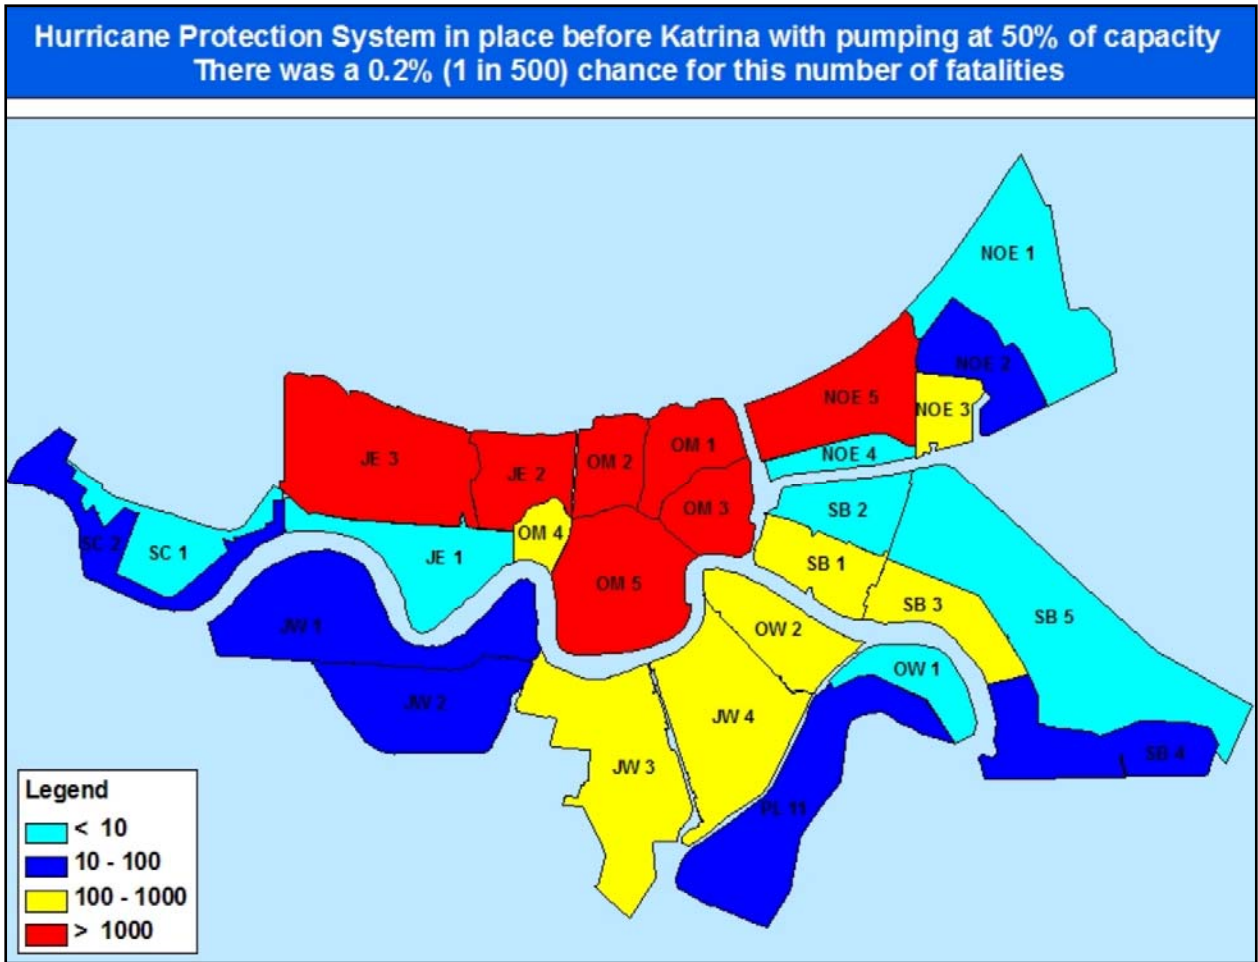 Hurricane Protection System in place before Katrina with pumping at 50% of capacity
There was a 0.2% (1 in 500) chance for this number of fatalities
NOE 1
NOE 2
NOE 5
NOE 3
OM 1
NOE 4
JE 3
JE 2
OM 2
OM 3
SB 2
OM 4
SC 2
SC 1
JE 1
SB 1
OM 5
SB 3
SB 5
JW 1
OW 2
OW 1
JW 2
JW 4
SB 4
JW 3
PL 11
Legend
< 10
10 - 100
100 - 1000
> 1000